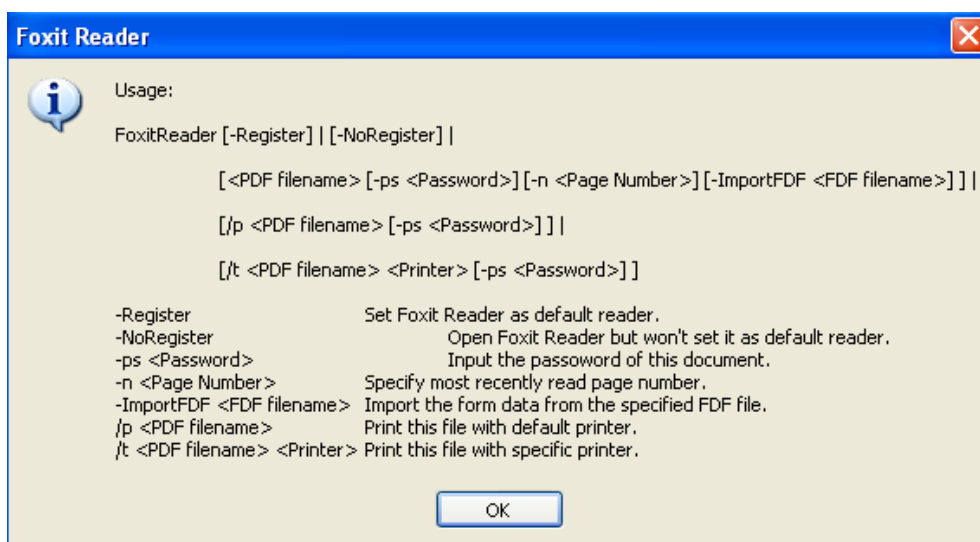 Foxit Reader
Usage:
FoxitReader [-Register] | [-NoRegister] |
[<PDF filename> [-ps <Password>] [-n <Page Number>] [-ImportFDF <FDF filename>] ] |
[/p <PDF filename> [-ps <Password>] ] |
[/t <PDF filename> <Printer> [-ps <Password>] ]
-Register Set Foxit Reader as default reader.
-NoRegister Open Foxit Reader but won't set it as default reader.
-ps <Password> Input the passoword of this document.
-n <Page Number> Specify most recently read page number.
-ImportFDF <FDF filename> Import the form data from the specified FDF file.
/p <PDF filename> Print this file with default printer.
/t <PDF filename> <Printer> Print this file with specific printer.
OK